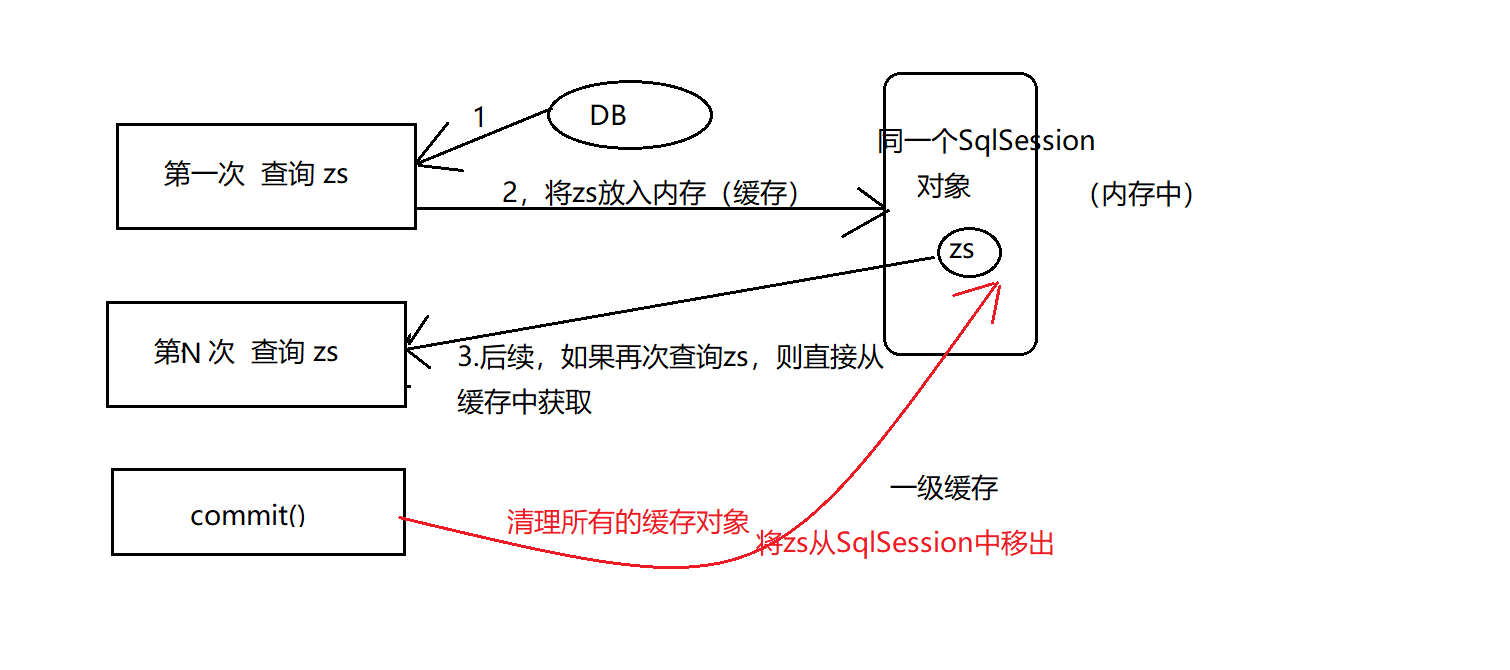 1
DB
第一次 查询 zs
同一个SqlSession
对象
（内存中）
2，将zs放入内存（缓存）
zs
第N 次 查询 zs
3.后续，如果再次查询zs，则直接从
缓存中获取
一级缓存
commit()
清理所有的缓存对象
将zs从SqlSession中移出